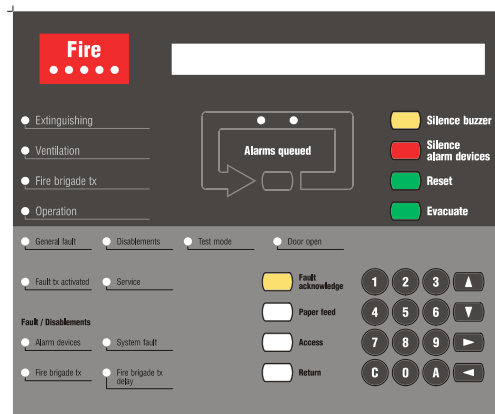 Fire
Extinguishing
Ventilation
Fire brigade tx
Operation
Alarms queued
Silence buzzer
Silence
alarm devices
Reset
Evacuate
General fault
Disablements
Test mode
Door open
Fault tx activated
Service
Fault / Disablements
Alarm devices
System fault
Fire brigade tx
Fire brigade tx
delay
Fault
acknowledge
Paper feed
Access
Return
1 2 3
4 5 6
7 8 9
C 0 A